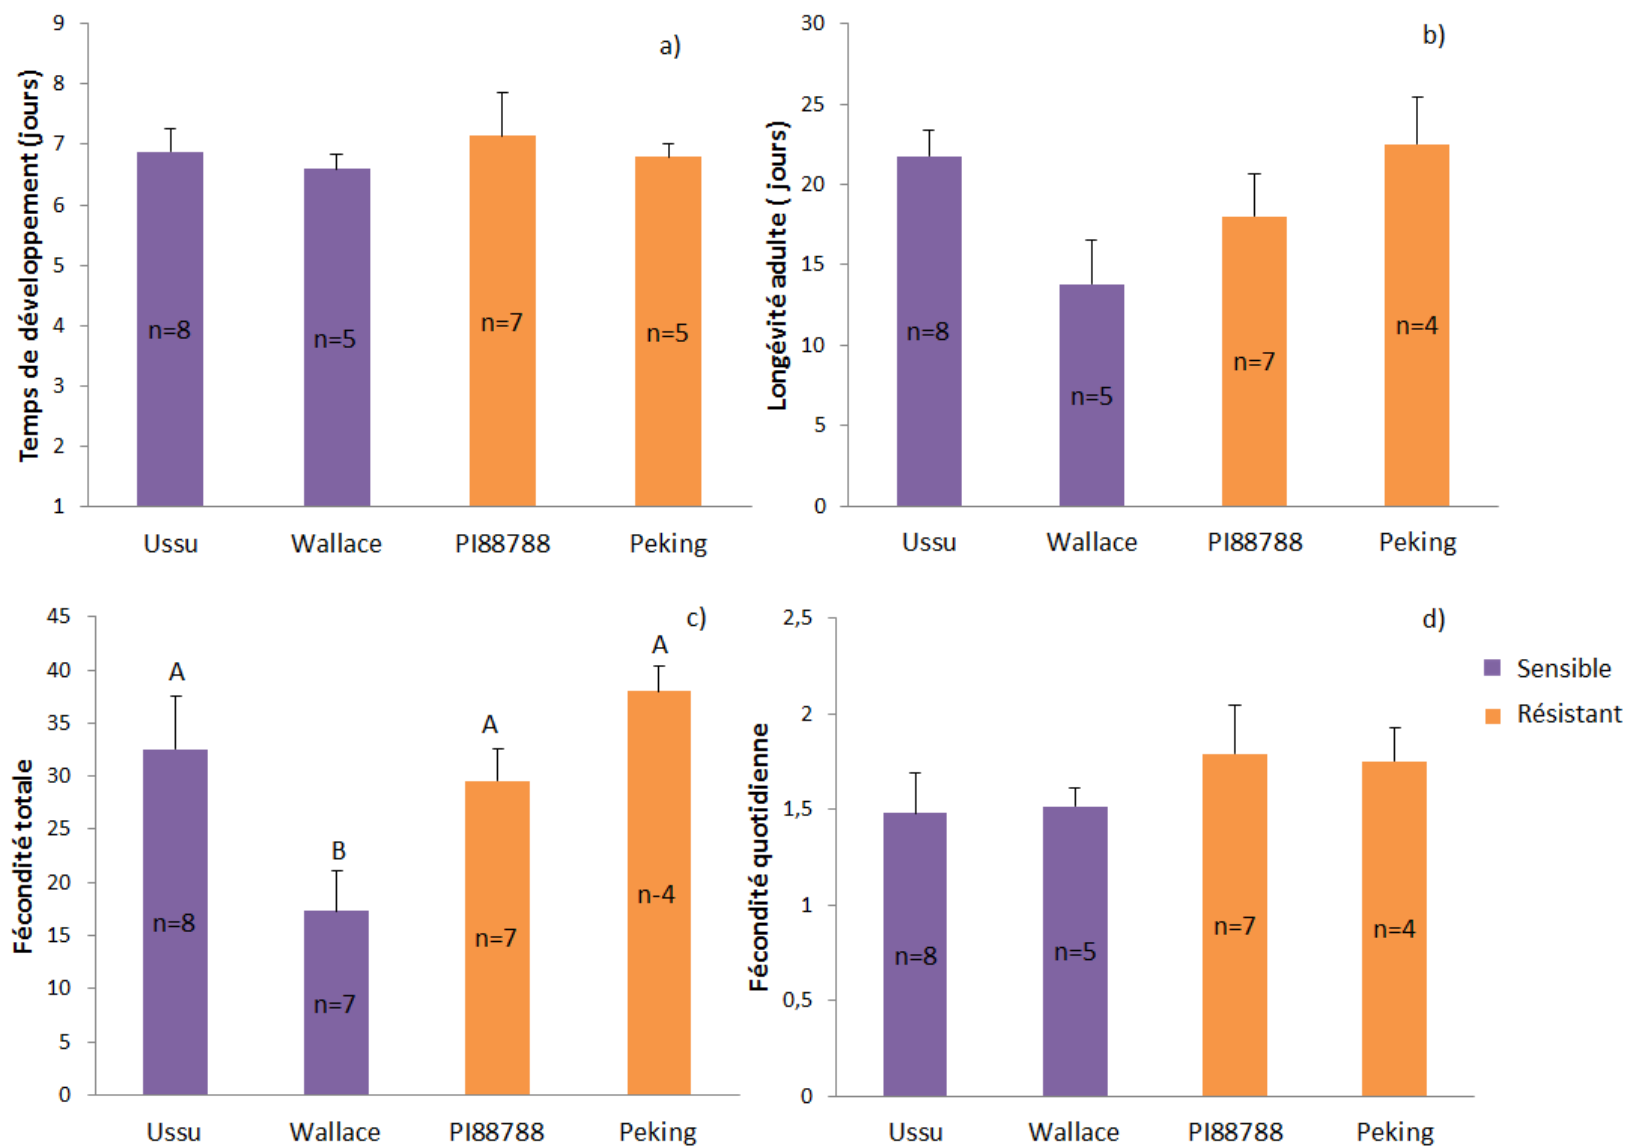 a)
Temps de développement (jours)
9
8
7
6
5
4
3
2
1
n=8
n=5
n=7
n=5
Ussu
Wallace
PI88788
Peking
b)
Longévité adulte ( jours)
30
25
20
15
10
5
0
n=8
n=5
n=7
n=4
Ussu
Wallace
PI88788
Peking
c)
Fécondité totale
45
40
35
30
25
20
15
10
5
0
A
B
A
A
n=8
n=7
n=7
n-4
Ussu
Wallace
PI88788
Peking
d)
Fécondité quotidienne
2,5
2
1,5
1
0,5
0
n=8
n=5
n=7
n=4
Ussu
Wallace
PI88788
Peking
Sensible
Résistant